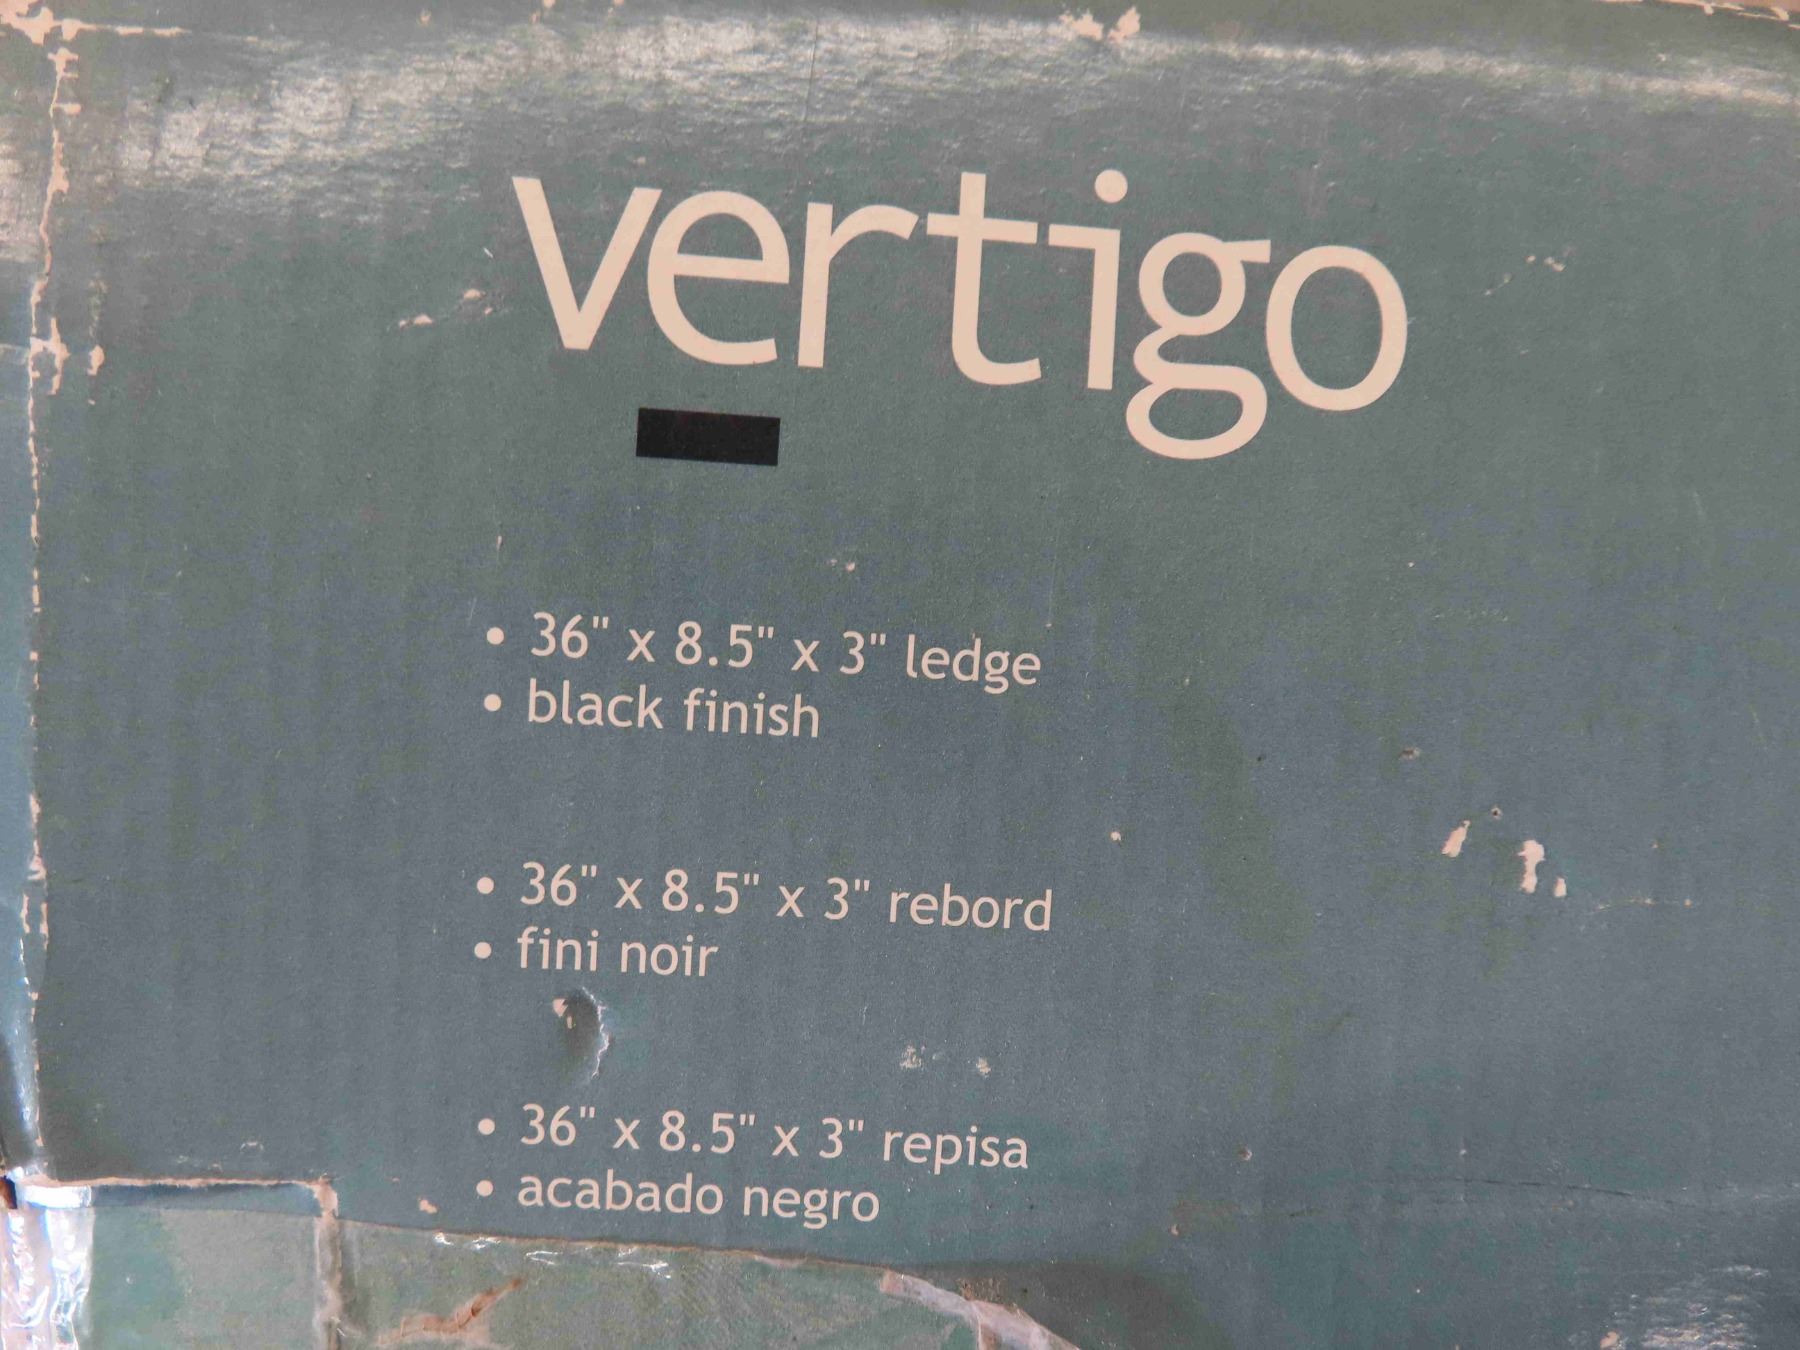 vertigo
• 36" x 8.5" x 3" ledge
• black finish
• 36" x 8.5" x 3" rebord
• fini noir
• 36" x 8.5" x 3" repisa
• acabado negro